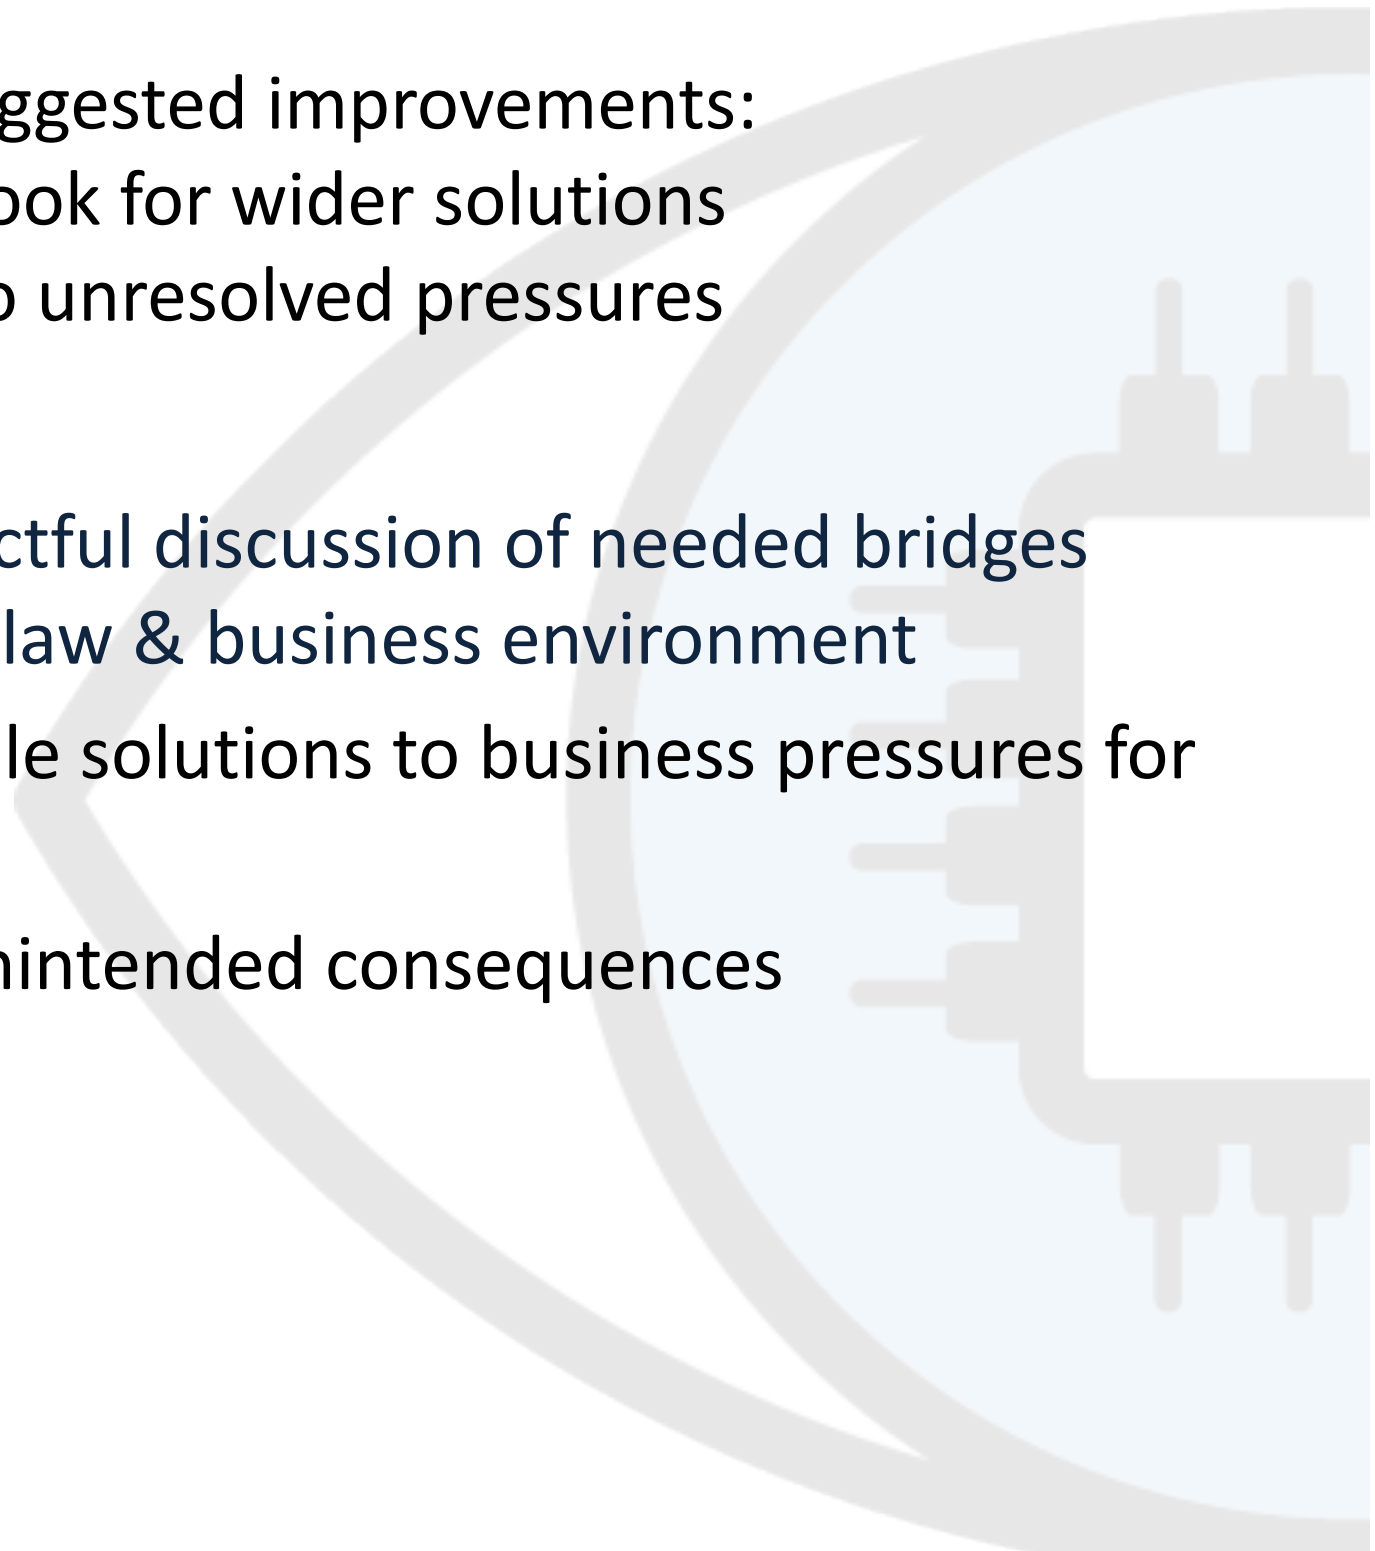 ggested improvements:
ook for wider solutions
o unresolved pressures
ctful discussion of needed bridges
law & business environment
le solutions to business pressures for
nintended consequences